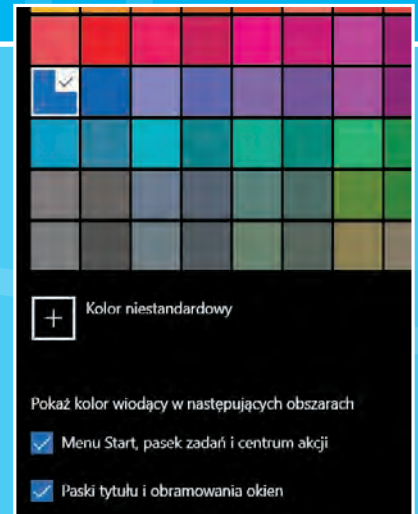 Kolor niestandardowy
Pokaż kolor wiodący w następujących obszarach
Menu Start, pasek zadań i centrum akcji
Paski tytułu i obramowania okien